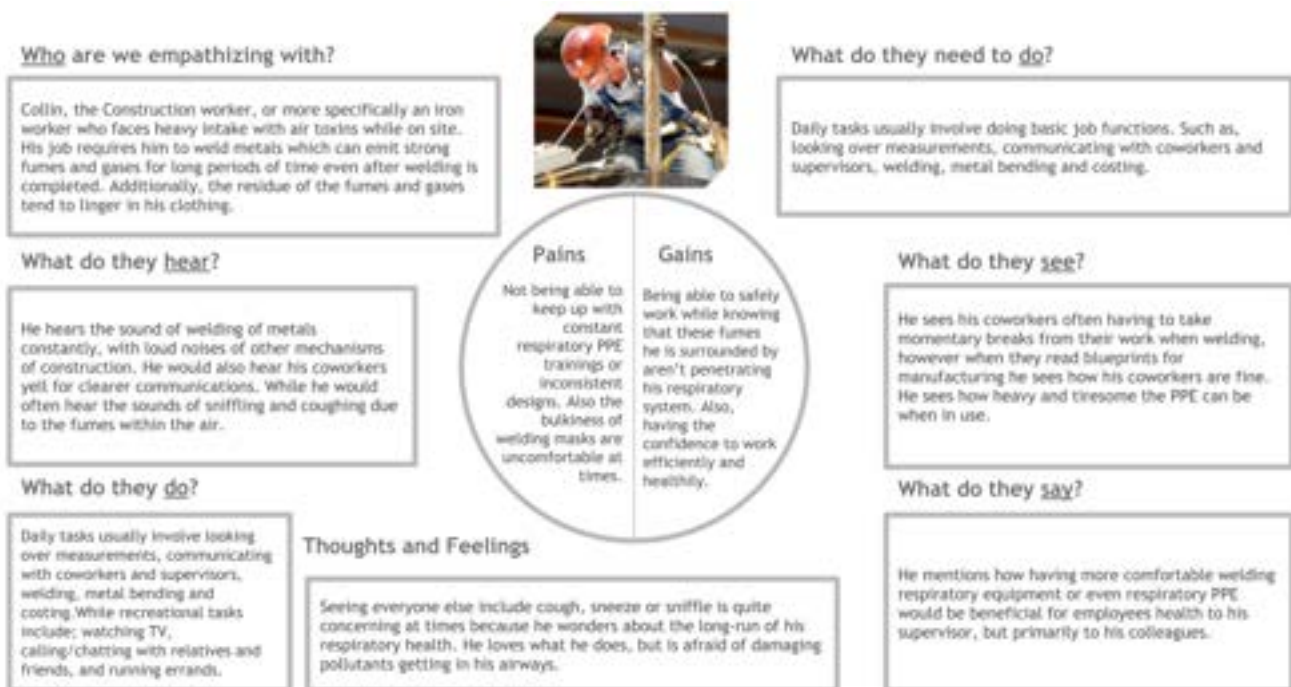 Who are we empathizing with?
Collin, the Construction worker, or more specifically an iron
worker who faces heavy intake with air toxins while on site.
His job requires him to weld metals which can emit strong
fumes and gases for long periods of time even after welding is
completed. Additionally, the residue of the fumes and gases
tend to linger in his clothing.
What do they need to do?
Daily tasks usually involve doing basic job functions. Such as,
looking over measurements, communicating with coworkers and
supervisors, welding, metal bending and costing.
What do they hear?
He hears the sound of welding of metals
constantly, with loud noises of other mechanisms
of construction. He would also hear his coworkers
yell for clearer communications. While he would
often hear the sounds of sniffling and coughing due
to the fumes within the air.
Pains
Not being able to
keep up with
constant
respiratory PPE
trainings or
inconsistent
designs. Also the
bulkiness of
welding masks are
uncomfortable at
times.
Gains
Being able to safely
work while knowing
that these fumes
he is surrounded by
aren't penetrating
his respiratory
system. Also,
having the
confidence to work
efficiently and
healthily.
What do they see?
He sees his coworkers often having to take
momentary breaks from their work when welding,
however when they read blueprints for
manufacturing he sees how his coworkers are fine.
He sees how heavy and tiresome the PPE can be
when in use.
What do they do?
Daily tasks usually involve looking
over measurements, communicating
with coworkers and supervisors,
welding, metal bending and
costing.While recreational tasks
include; watching TV,
calling/chatting with relatives and
friends, and running errands.
Thoughts and Feelings
Seeing everyone else include cough, sneeze or sniffle is quite
concerning at times because he wonders about the long-run of his
respiratory health. He loves what he does, but is afraid of damaging
pollutants getting in his airways.
What do they say?
He mentions how having more comfortable welding
respiratory equipment or even respiratory PPE
would be beneficial for employees health to his
supervisor, but primarily to his colleagues.